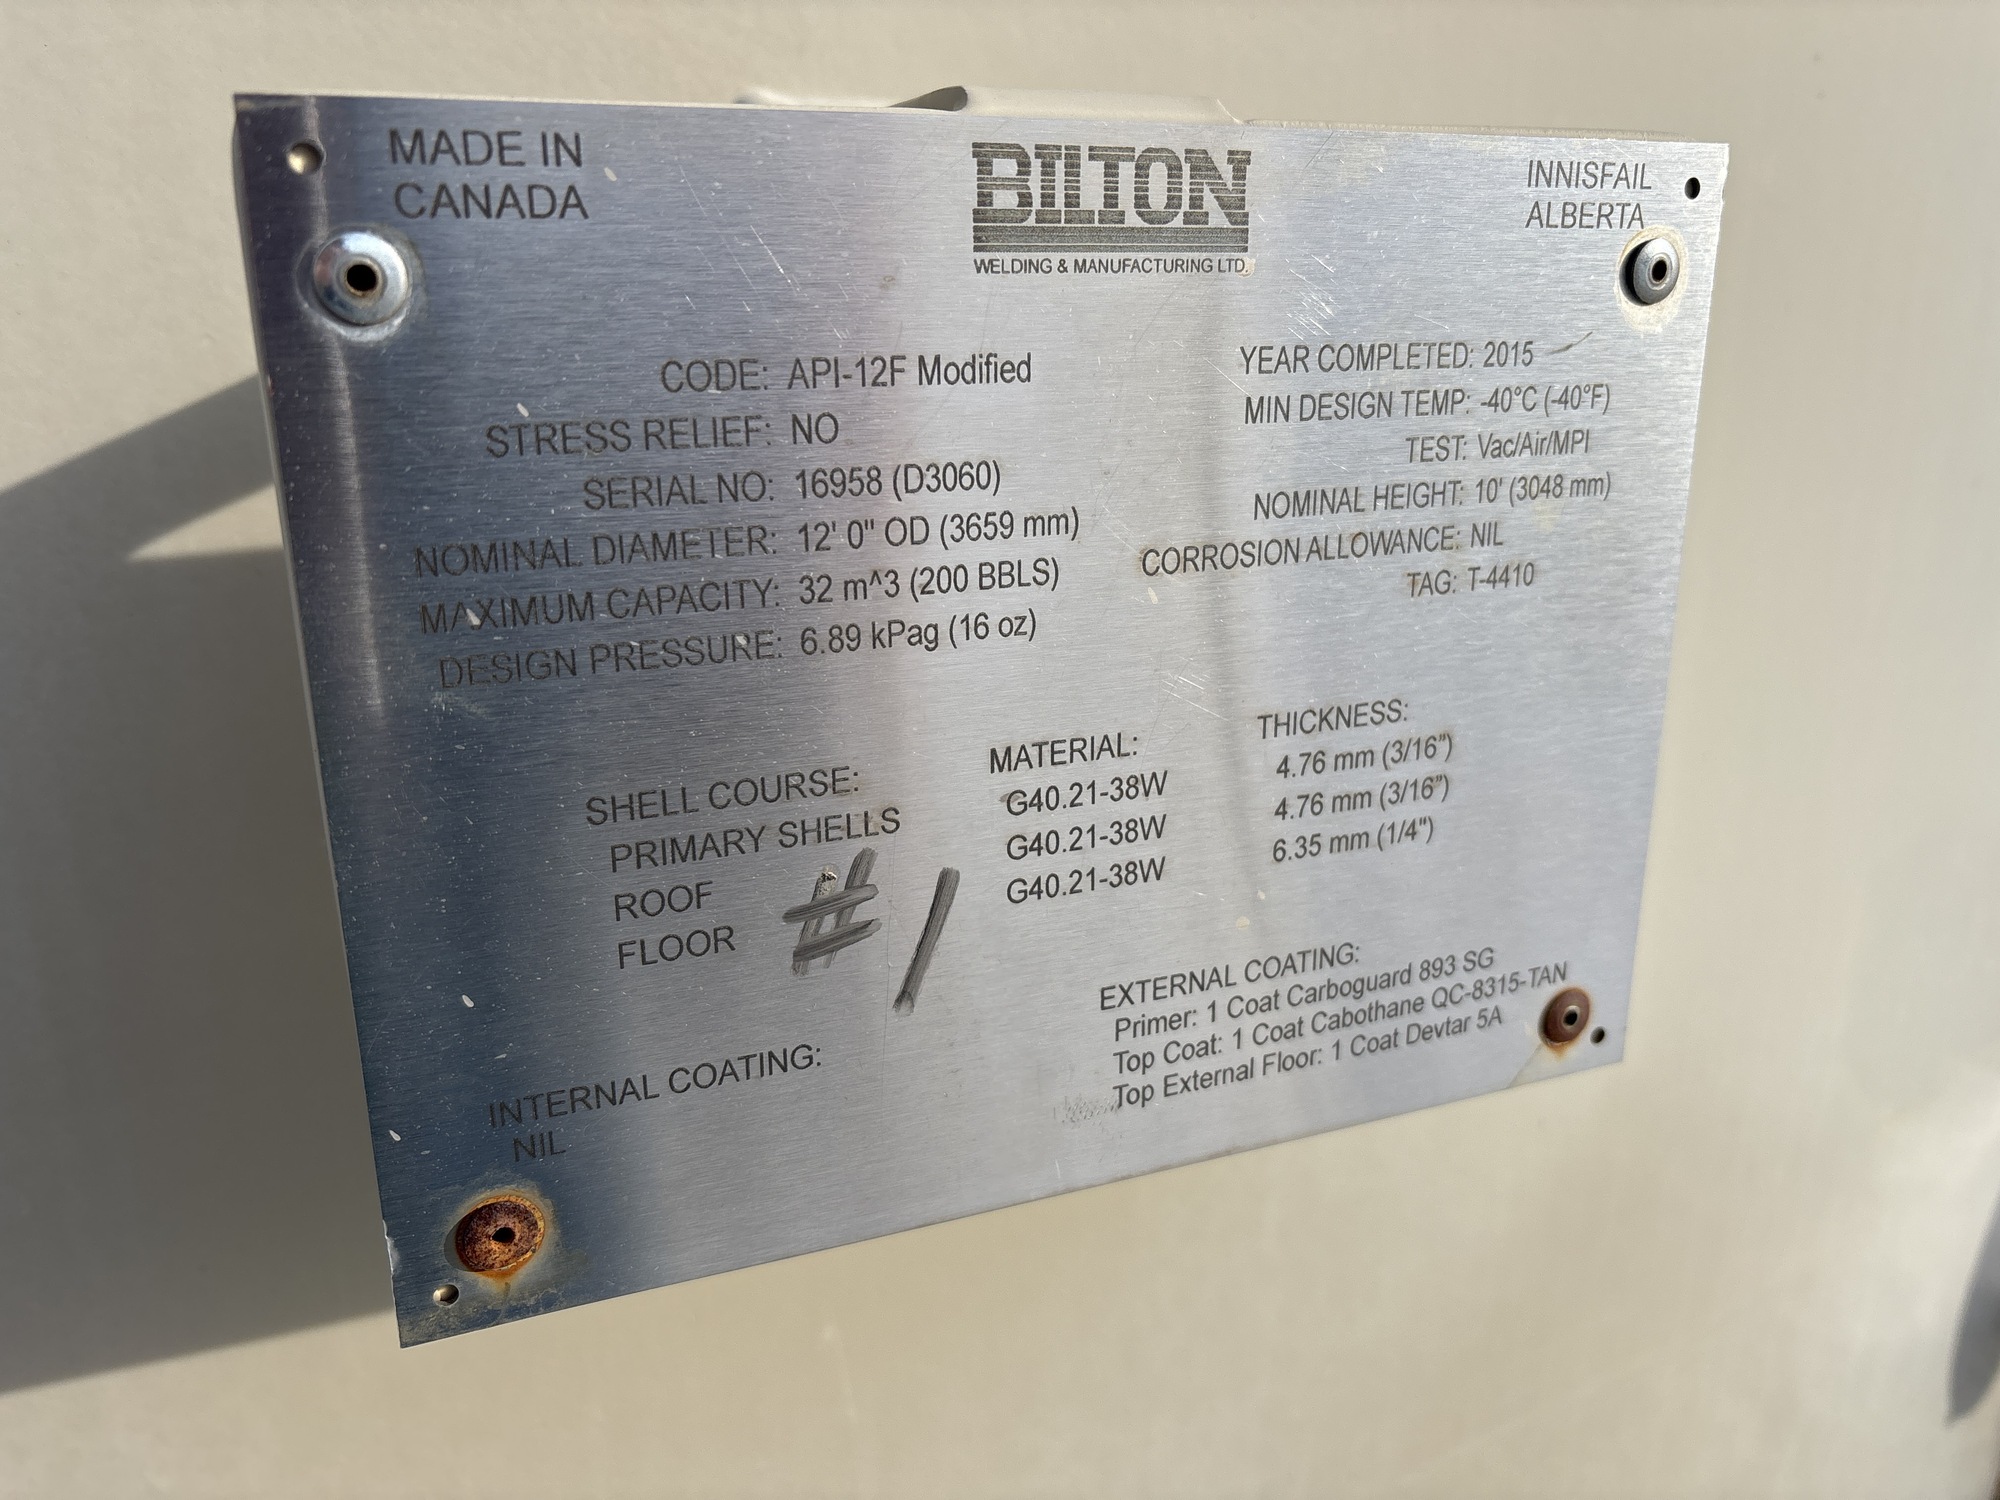 MADE IN
CANADA
BILTON
WELDING & MANUFACTURING LTD.
INNISFAIL
ALBERTA
CODE: API-12F Modified
STRESS RELIEF: NO
SERIAL NO: 16958 (D3060)
NOMINAL DIAMETER: 12' 0" OD (3659 mm)
MAXIMUM CAPACITY: 32 m^3 (200 BBLS)
DESIGN PRESSURE: 6.89 kPag (16 oz)
YEAR COMPLETED: 2015
MIN DESIGN TEMP: -40°C (-40°F)
TEST: Vac/Air/MPI
NOMINAL HEIGHT: 10' (3048 mm)
CORROSION ALLOWANCE: NIL
TAG: T-4410
SHELL COURSE: MATERIAL: THICKNESS:
PRIMARY SHELLS G40.21-38W 4.76 mm (3/16")
ROOF G40.21-38W 4.76 mm (3/16")
FLOOR G40.21-38W 6.35 mm (1/4")
#1
INTERNAL COATING:
NIL
EXTERNAL COATING:
Primer: 1 Coat Carboguard 893 SG
Top Coat: 1 Coat Cabothane QC-8315-TAN
Top External Floor: 1 Coat Devtar 5A